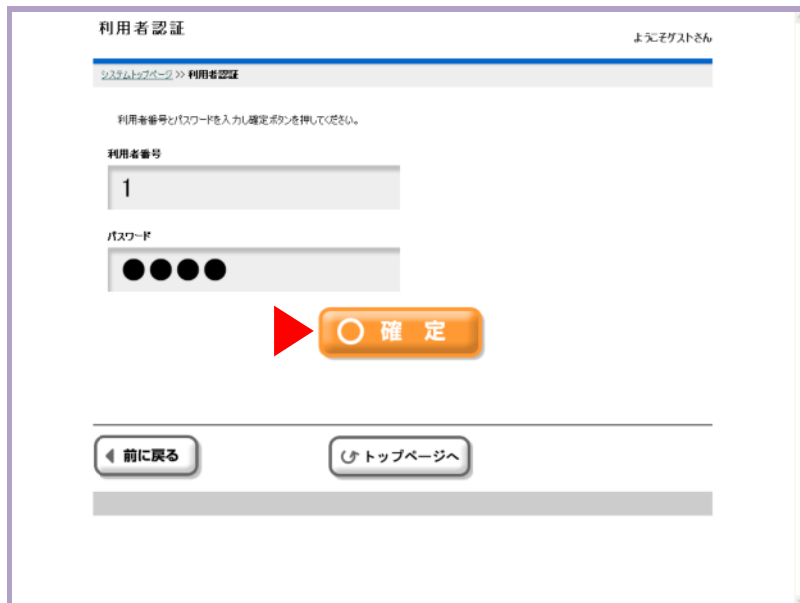 利用者認証
ようこそゲストさん
システムトップページ >> 利用者認証
利用者番号とパスワードを入力し確定ボタンを押してください。
利用者番号
1
パスワード
●●●●
確 定
前に戻る
トップページへ